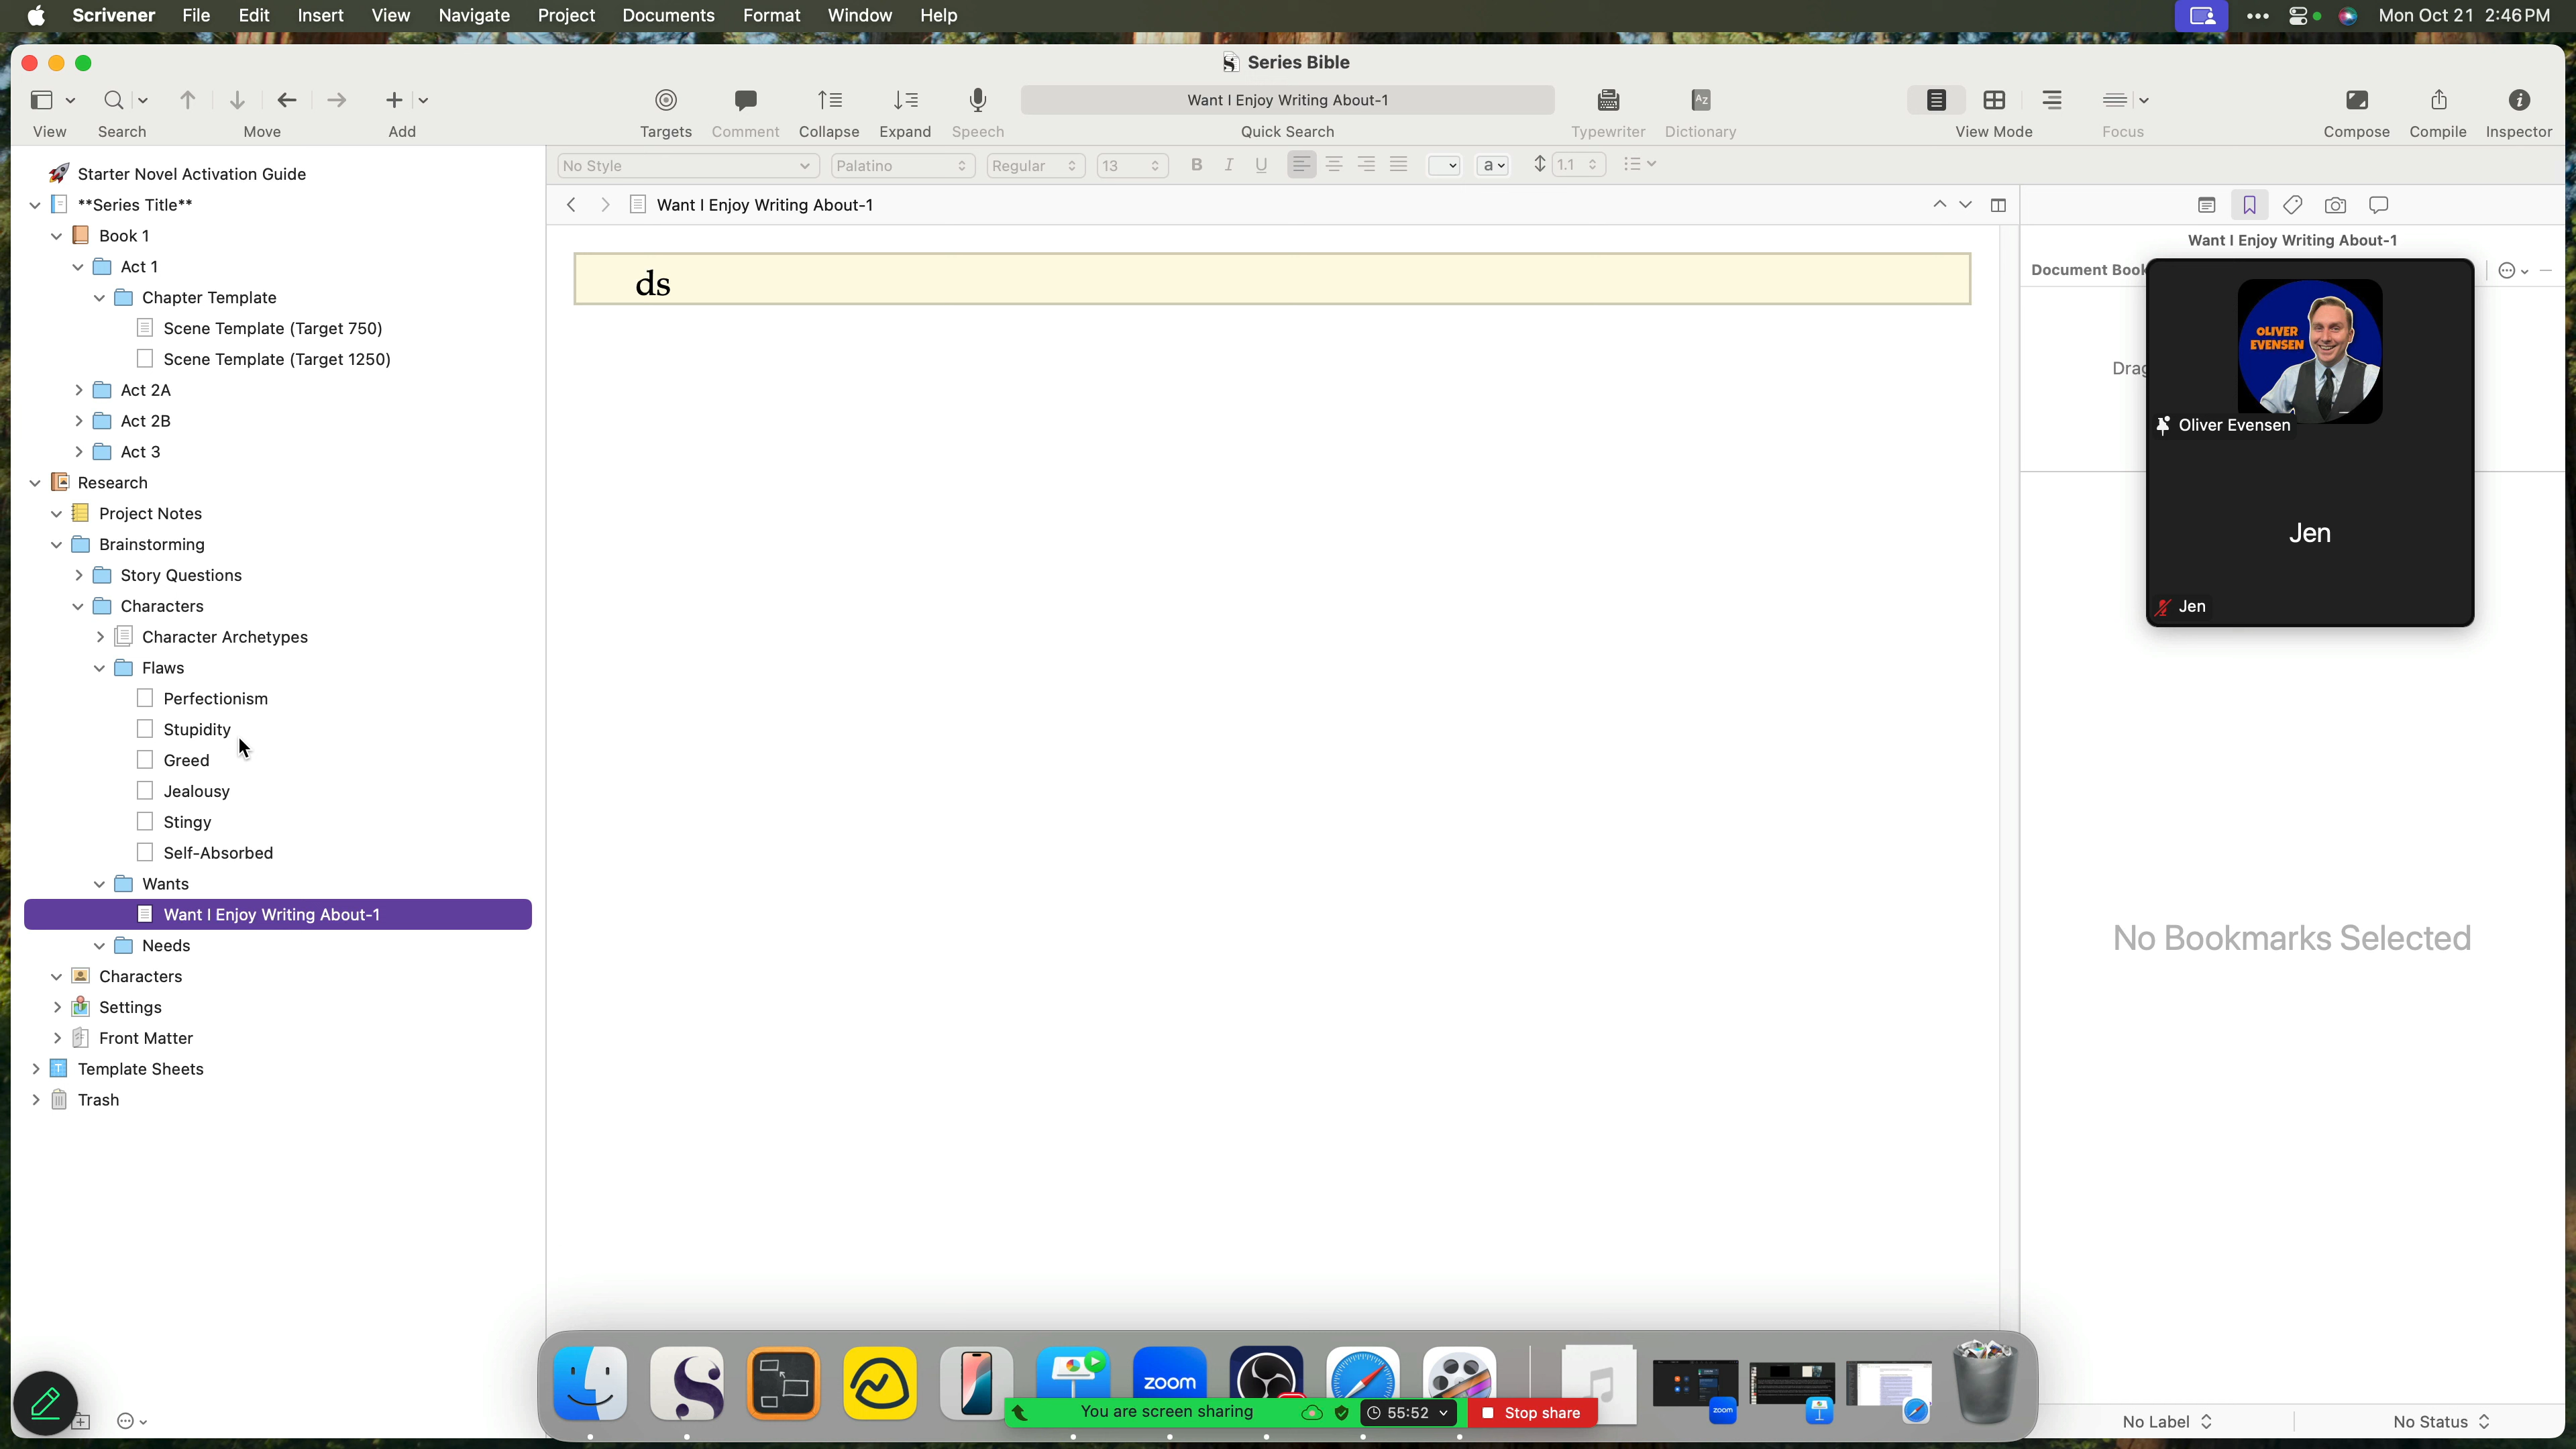 Scrivener File Edit Insert View Navigate Project Documents Format Window Help ••• Mon Oct 21 2:46 PM
Series Bible
Want I Enjoy Writing About-1
View Search Move Add Targets Comment Collapse Expand Speech Quick Search Typewriter Dictionary View Mode Focus Compose Compile Inspector
No Style Palatino Regular 13 B I U a 1.1
Want I Enjoy Writing About-1
Want I Enjoy Writing About-1
Document Book
Drag
ds
OLIVER
EVENSEN
Oliver Evensen
Jen
Jen
No Bookmarks Selected
Starter Novel Activation Guide
**Series Title**
Book 1
Act 1
Chapter Template
Scene Template (Target 750)
Scene Template (Target 1250)
Act 2A
Act 2B
Act 3
Research
Project Notes
Brainstorming
Story Questions
Characters
Character Archetypes
Flaws
Perfectionism
Stupidity
Greed
Jealousy
Stingy
Self-Absorbed
Wants
Want I Enjoy Writing About-1
Needs
Characters
Settings
Front Matter
Template Sheets
Trash
zoom
zoom
You are screen sharing 55:52 Stop share
No Label No Status